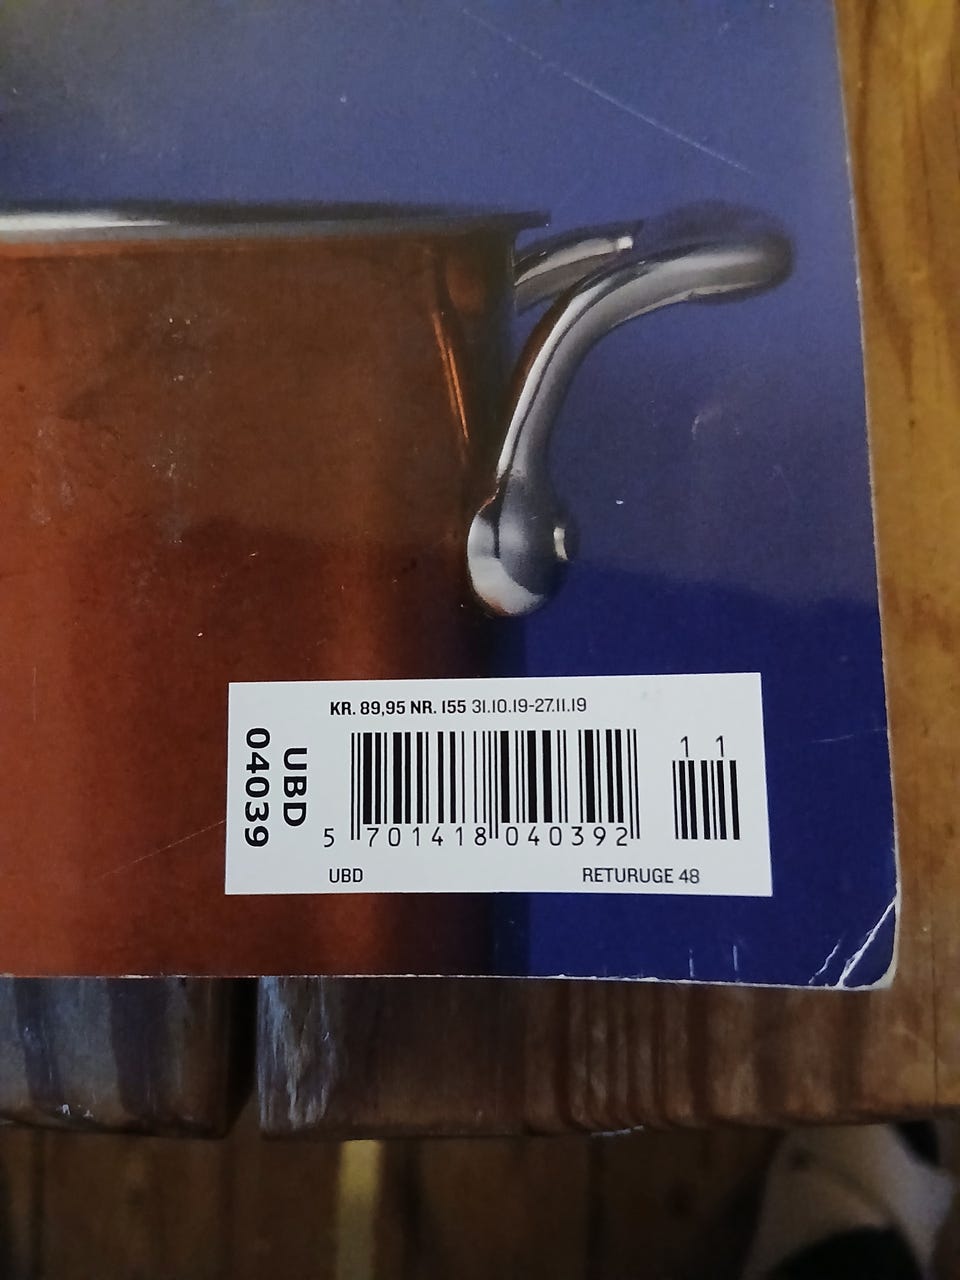 KR. 89,95 NR. 155 31.10.19-27.11.19
UBD
04039
1 1
5 701418 040392
UBD
RETURUGE 48